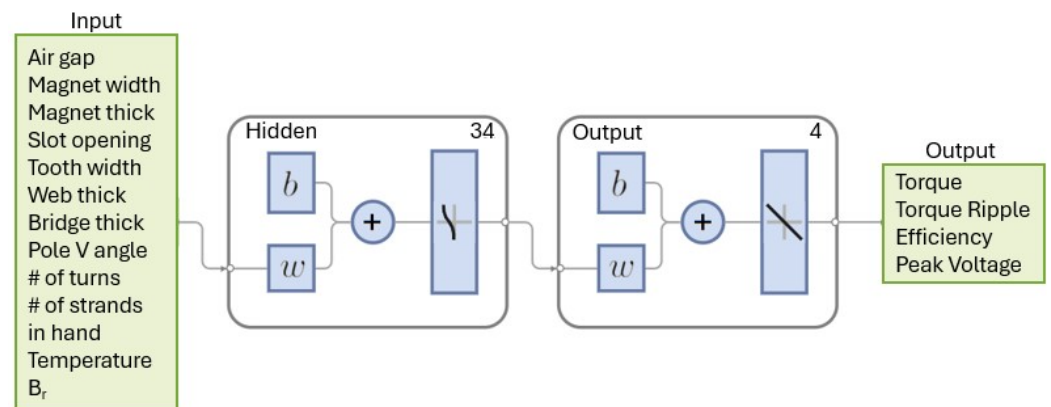 Input
Air gap
Magnet width
Magnet thick
Slot opening
Tooth width
Web thick
Bridge thick
Pole V angle
# of turns
# of strands
in hand
Temperature
Bᵣ
Hidden 34
b
w
+
Output 4
b
w
+
Output
Torque
Torque Ripple
Efficiency
Peak Voltage